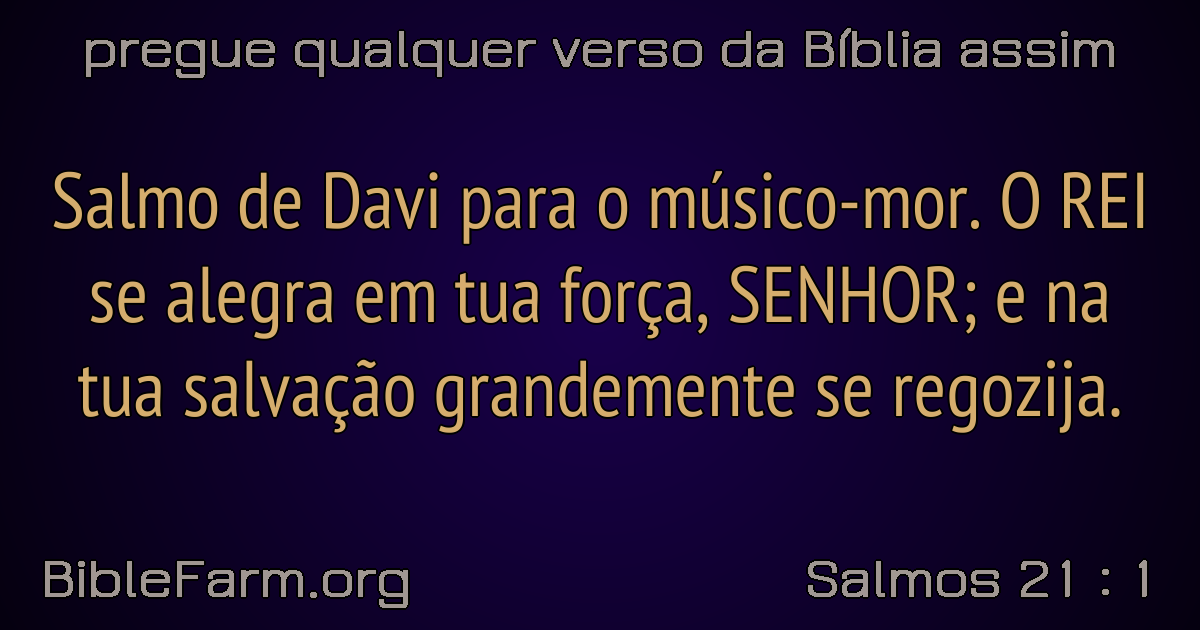 pregue qualquer verso da Bíblia assim
Salmo de Davi para o músico-mor. O REI
se alegra em tua força, SENHOR; e na
tua salvação grandemente se regozija.
BibleFarm.org
Salmos 21 : 1